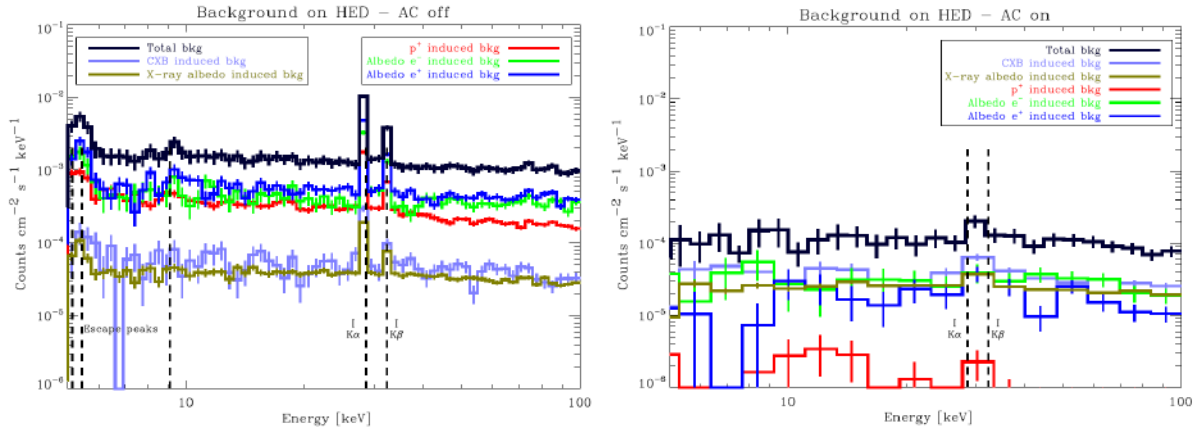 Background on HED – AC off
10⁻¹
10⁻²
10⁻³
10⁻⁴
10⁻⁵
10⁻⁶
Counts cm⁻² s⁻¹ keV⁻¹
Total bkg
CXB induced bkg
X-ray albedo induced bkg
p⁺ induced bkg
Albedo e⁻ induced bkg
Albedo e⁺ induced bkg
Escape peaks
I
Kα
I
Kβ
10
100
Energy [keV]
Background on HED – AC on
10⁻¹
10⁻²
10⁻³
10⁻⁴
10⁻⁵
10⁻⁶
Counts cm⁻² s⁻¹ keV⁻¹
Total bkg
CXB induced bkg
X-ray albedo induced bkg
p⁺ induced bkg
Albedo e⁻ induced bkg
Albedo e⁺ induced bkg
I
Kα
I
Kβ
10
100
Energy [keV]